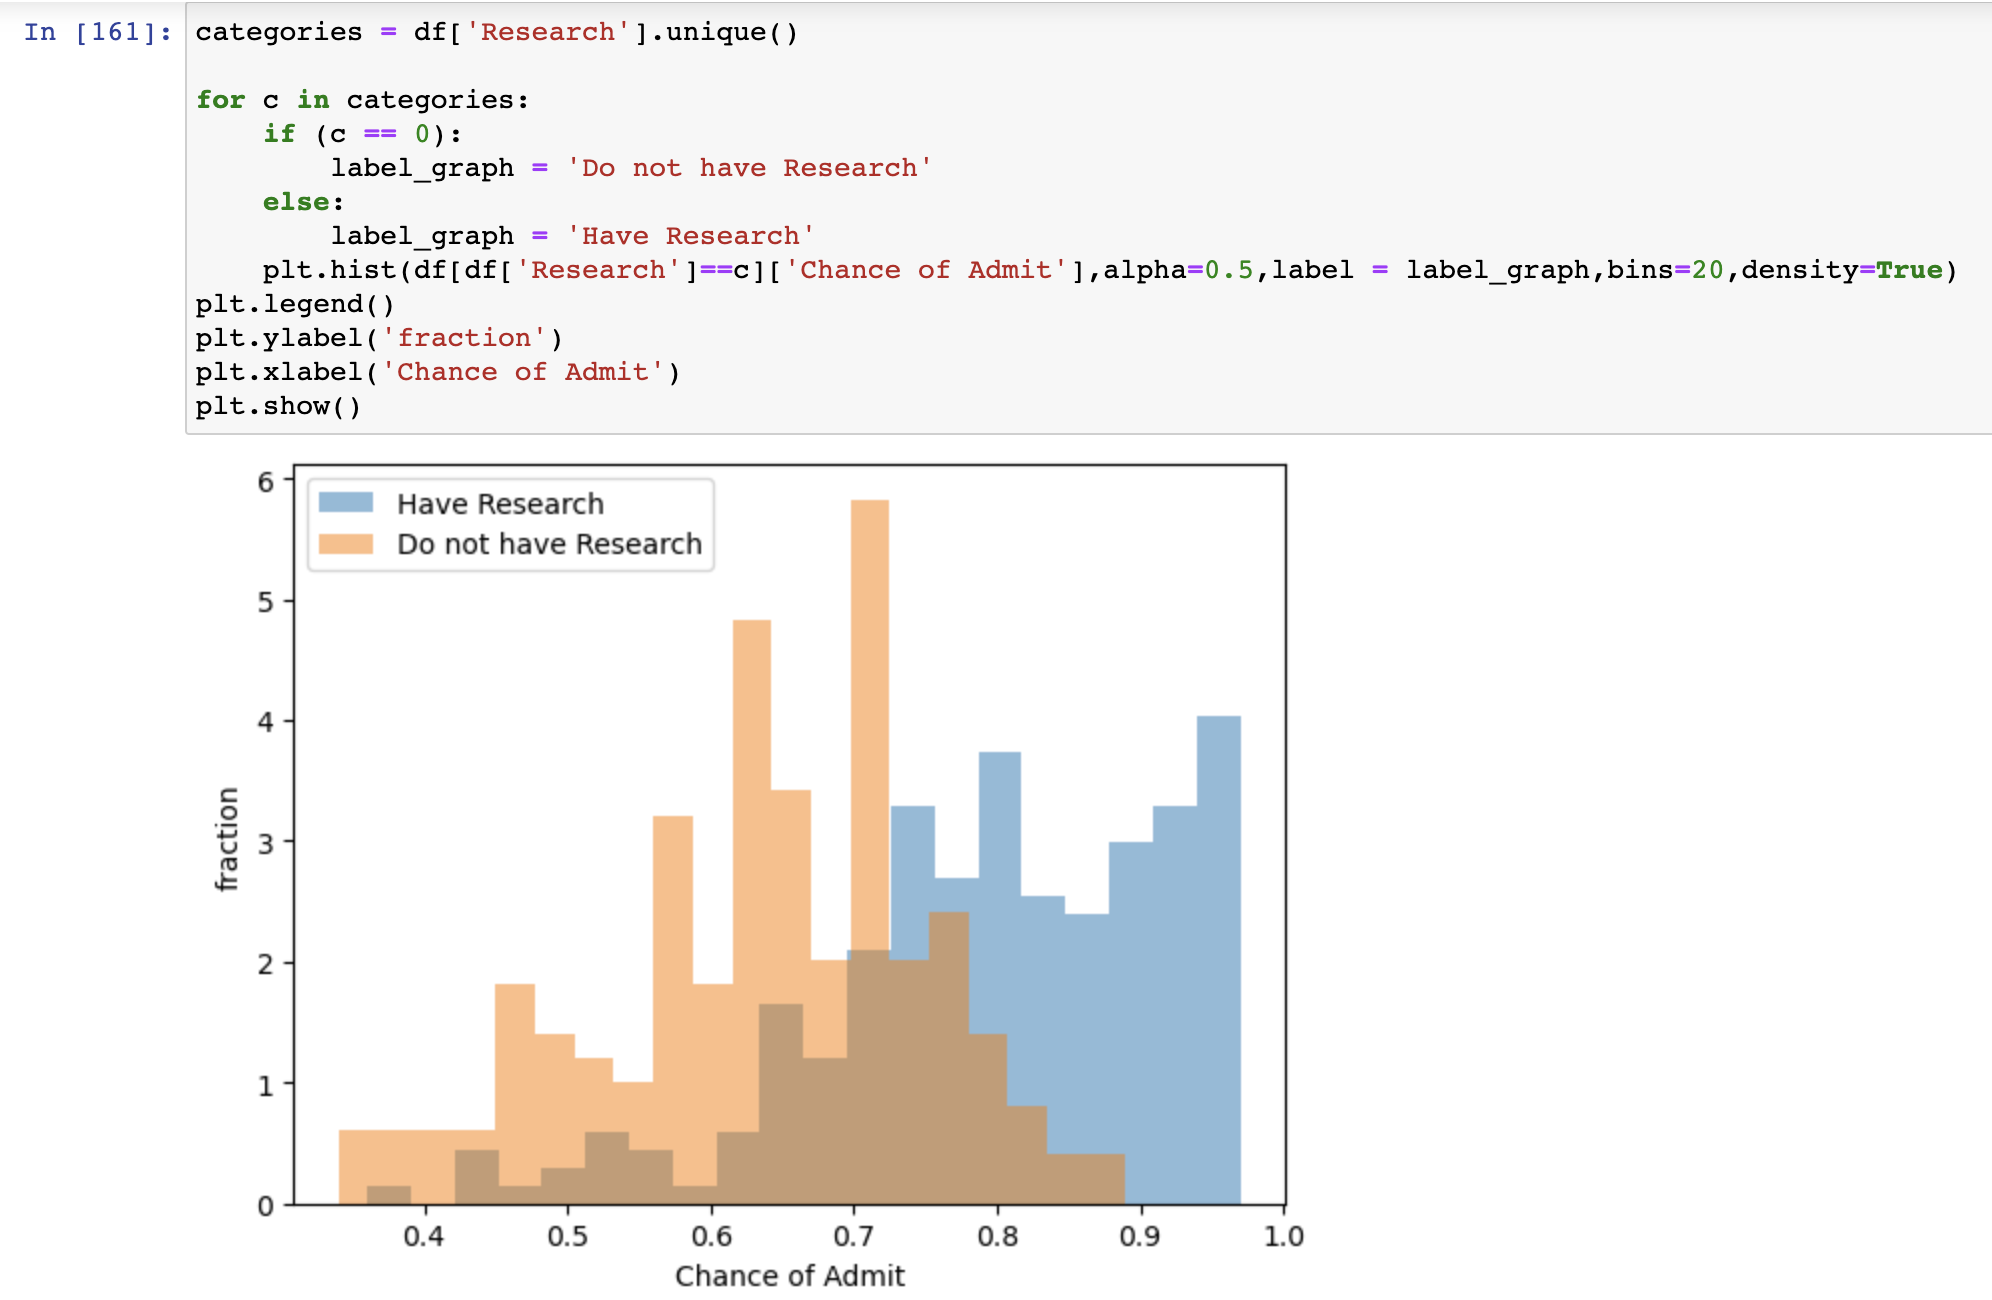 In [161]: categories = df['Research'].unique()
for c in categories:
    if (c == 0):
        label_graph = 'Do not have Research'
    else:
        label_graph = 'Have Research'
    plt.hist(df[df['Research']==c]['Chance of Admit'],alpha=0.5,label = label_graph,bins=20,density=True)
plt.legend()
plt.ylabel('fraction')
plt.xlabel('Chance of Admit')
plt.show()
6
Have Research
Do not have Research
5
4
fraction
3
2
1
0
0.4 0.5 0.6 0.7 0.8 0.9 1.0
Chance of Admit